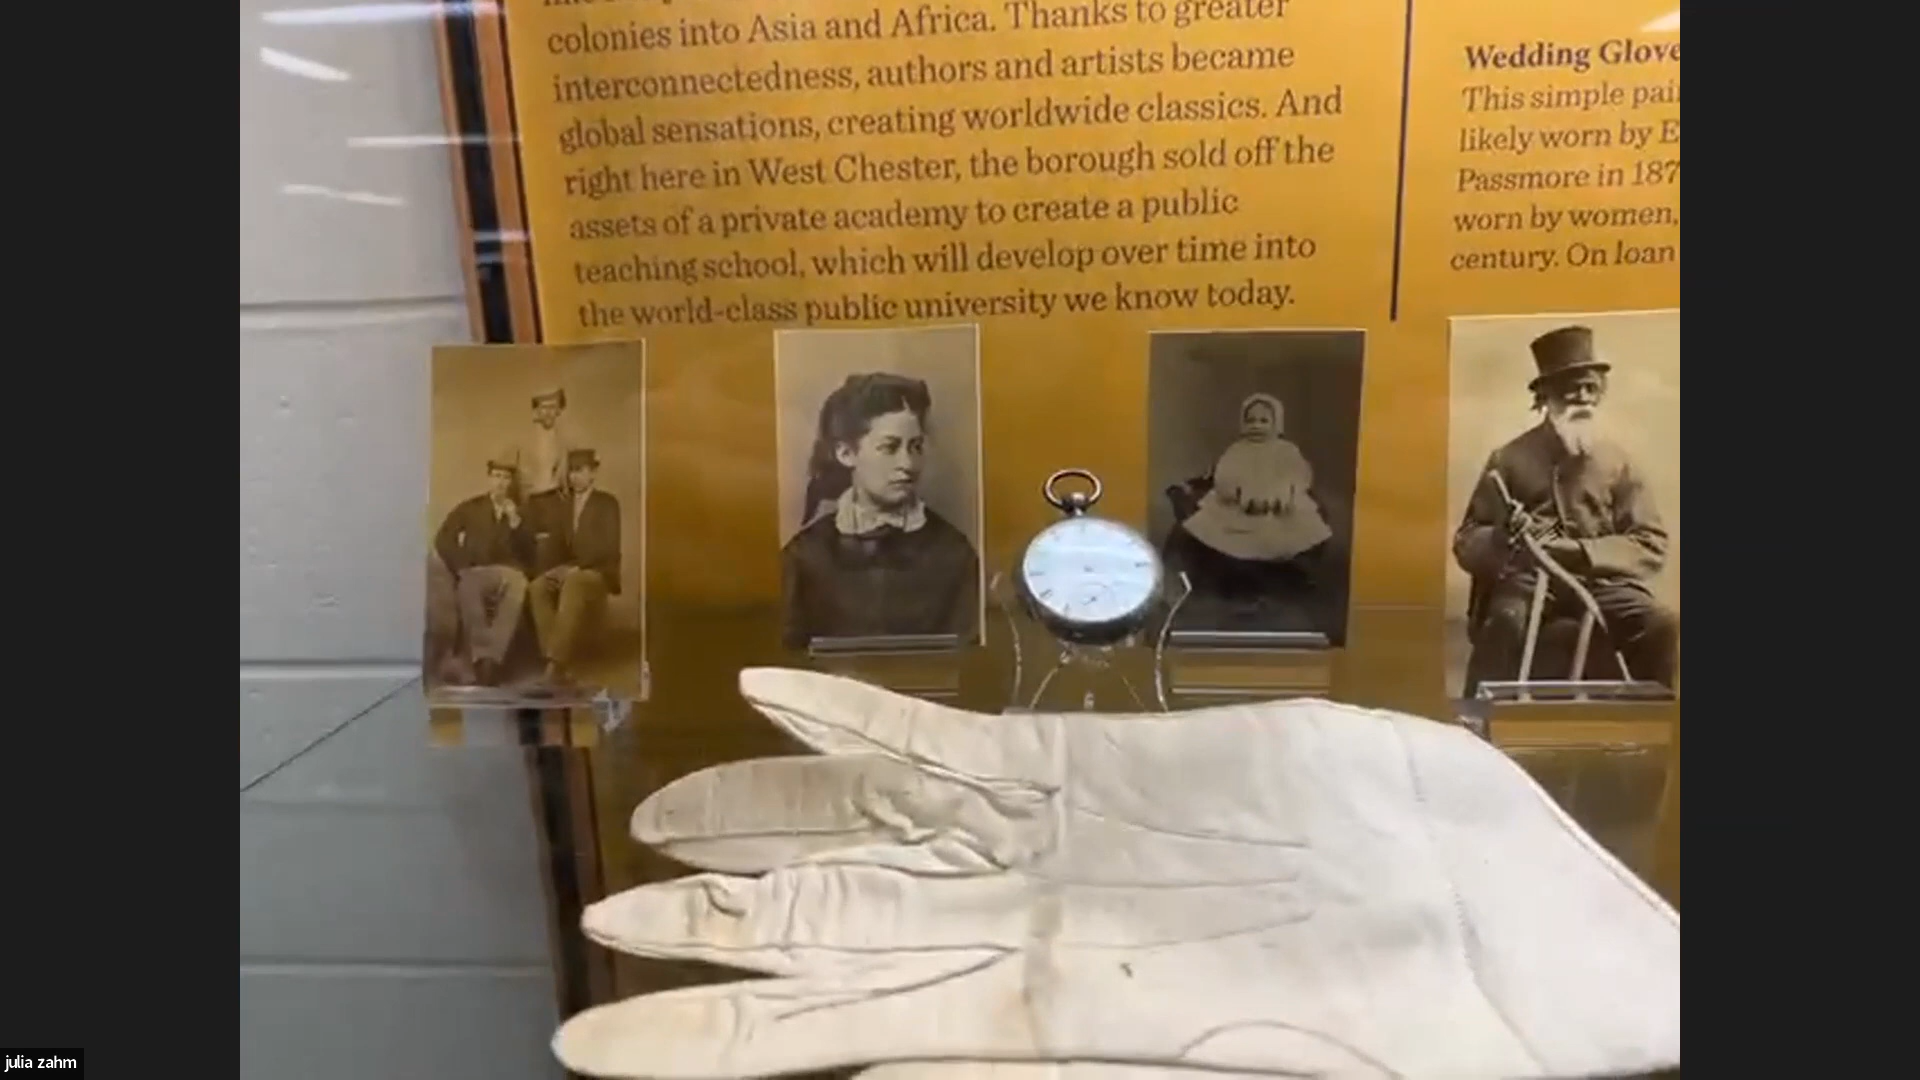 colonies into Asia and Africa. Thanks to greater
interconnectedness, authors and artists became
global sensations, creating worldwide classics. And
right here in West Chester, the borough sold off the
assets of a private academy to create a public
teaching school, which will develop over time into
the world-class public university we know today.
Wedding Glove
This simple pai
likely worn by E
Passmore in 187
worn by women,
century. On loan
julia zahm